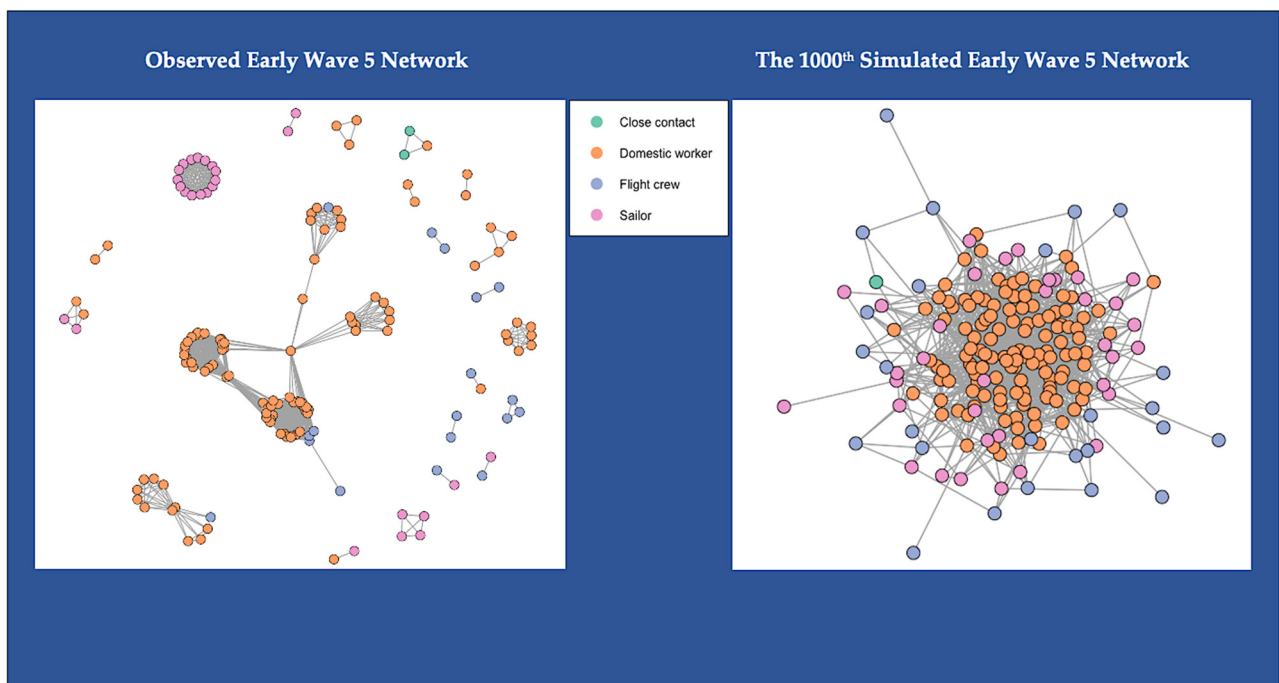 Observed Early Wave 5 Network
The 1000th Simulated Early Wave 5 Network
Close contact
Domestic worker
Flight crew
Sailor